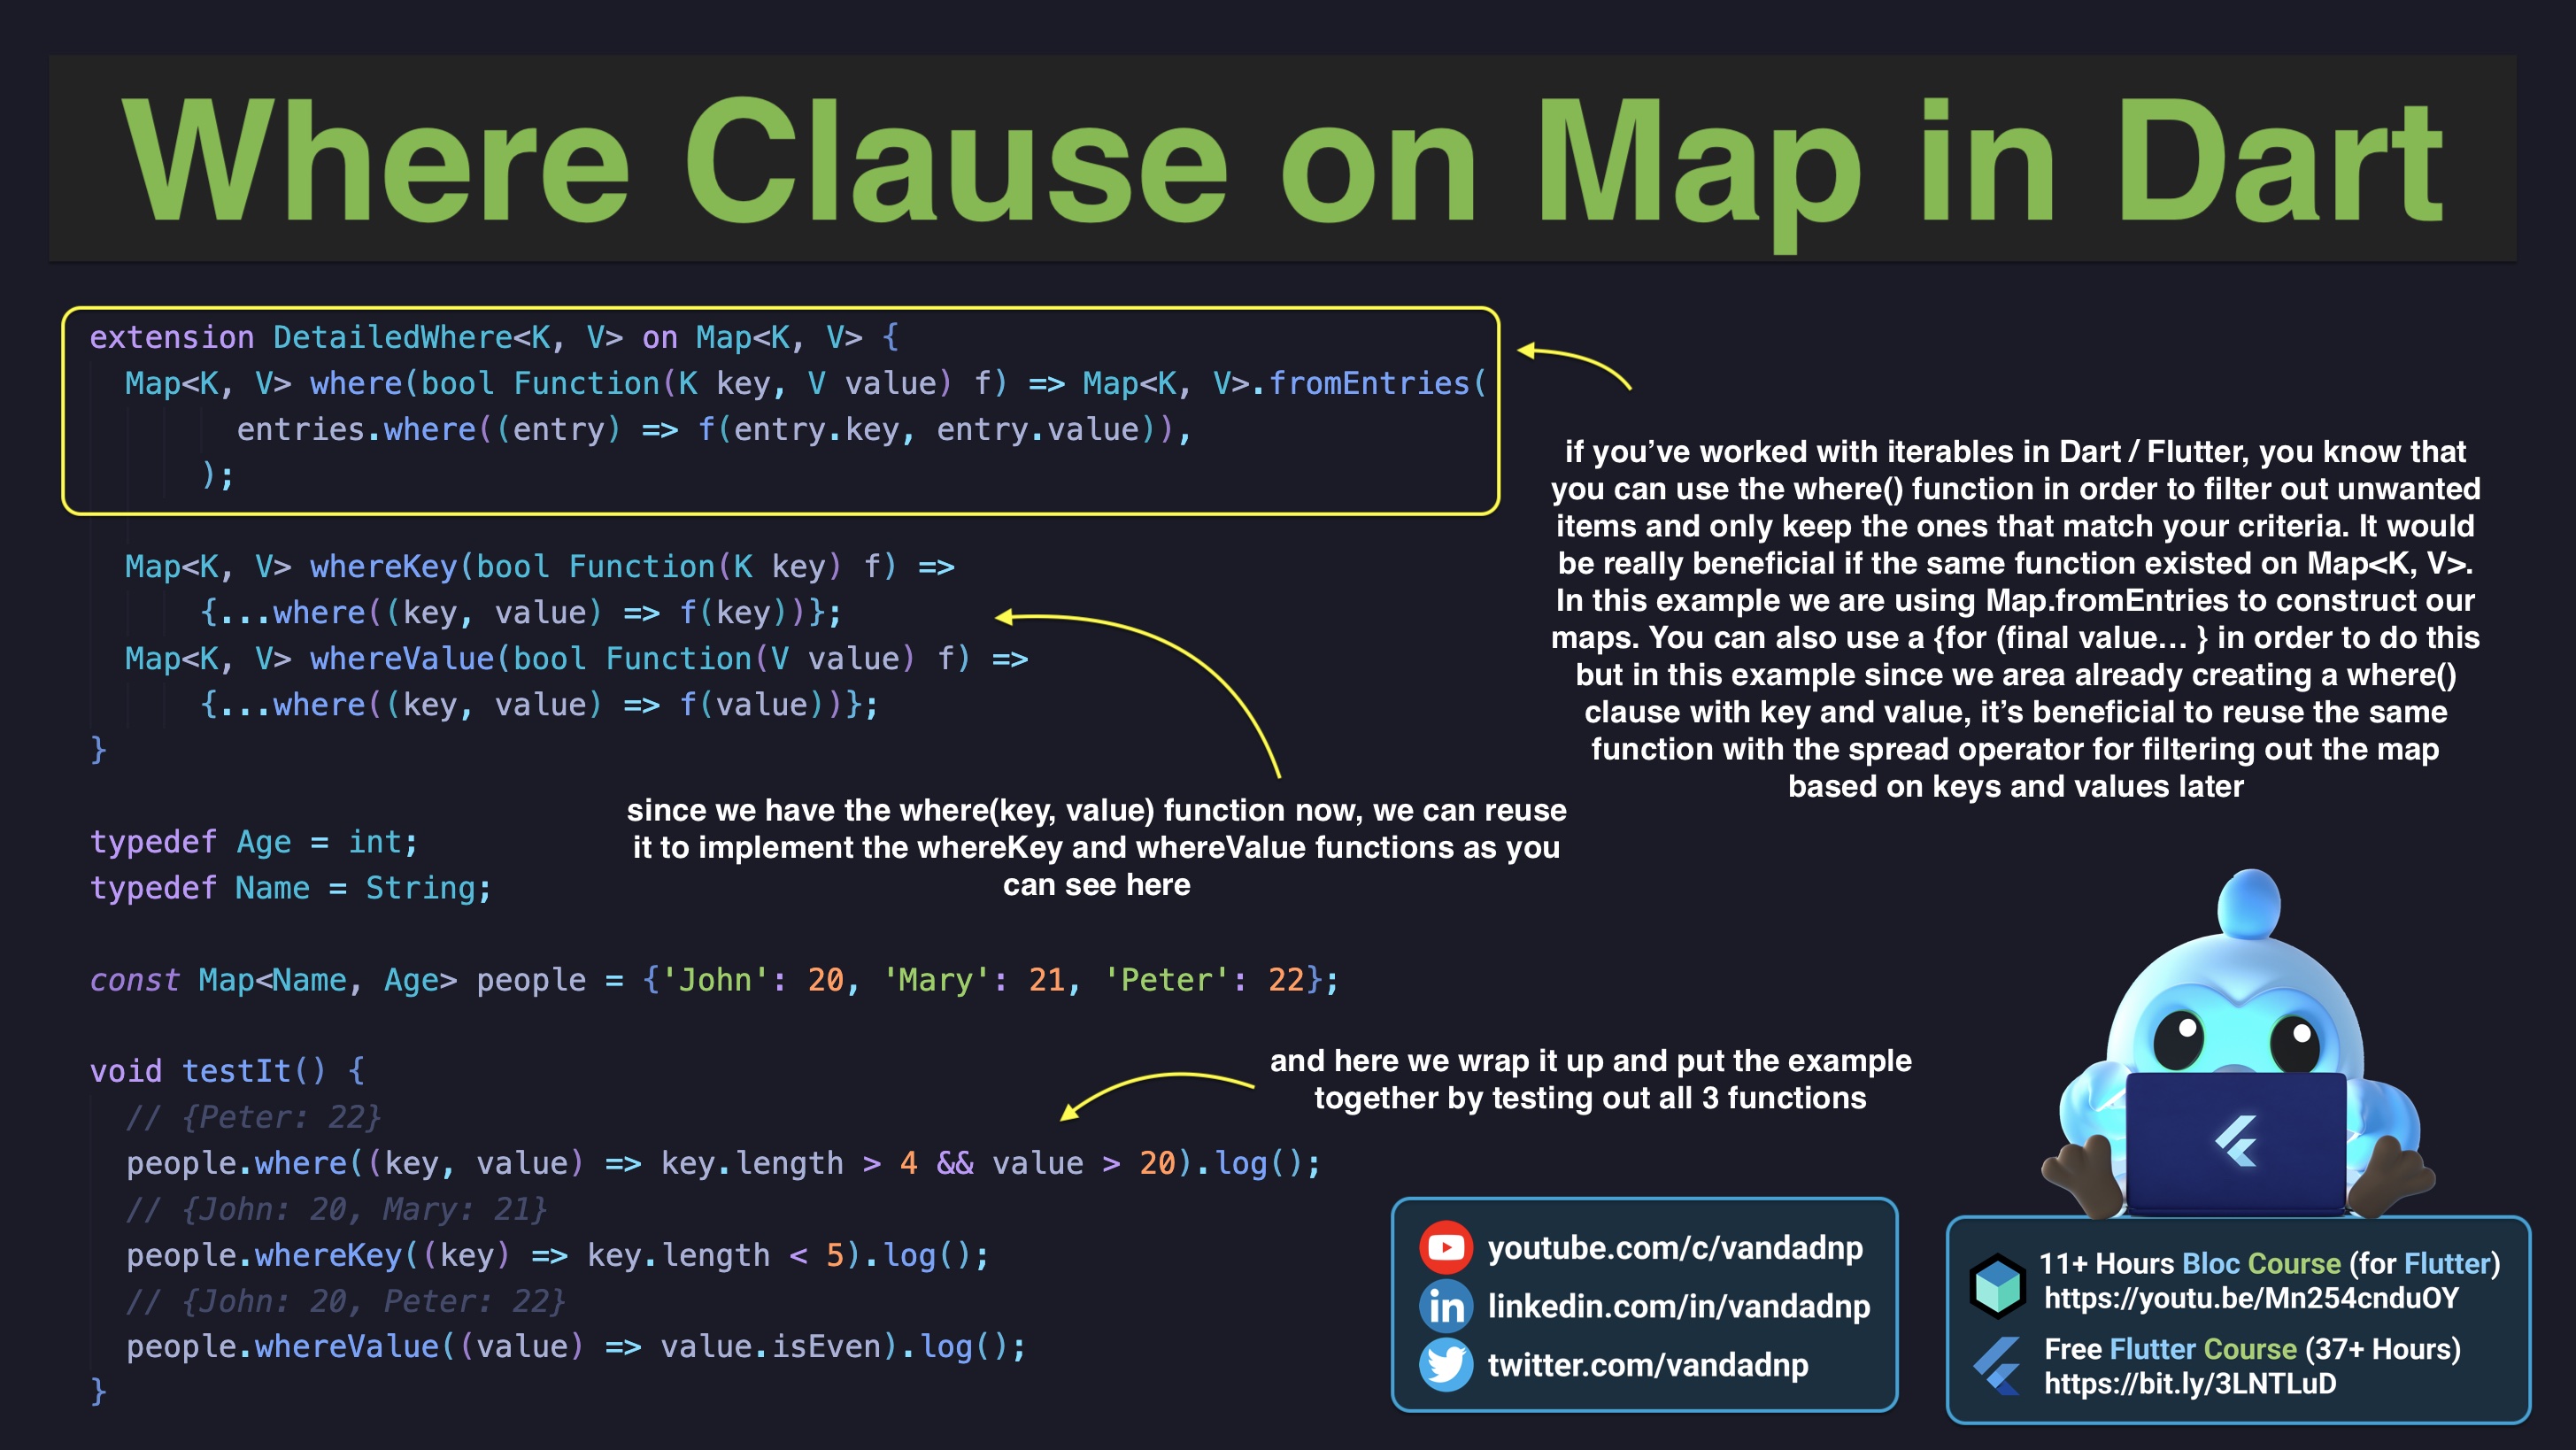 Where Clause on Map in Dart
extension DetailedWhere<K, V> on Map<K, V> {
  Map<K, V> where(bool Function(K key, V value) f) => Map<K, V>.fromEntries(
        entries.where((entry) => f(entry.key, entry.value)),
      );
  Map<K, V> whereKey(bool Function(K key) f) =>
      {...where((key, value) => f(key))};
  Map<K, V> whereValue(bool Function(V value) f) =>
      {...where((key, value) => f(value))};
}
if you’ve worked with iterables in Dart / Flutter, you know that
you can use the where() function in order to filter out unwanted
items and only keep the ones that match your criteria. It would
be really beneficial if the same function existed on Map<K, V>.
In this example we are using Map.fromEntries to construct our
maps. You can also use a {for (final value… } in order to do this
but in this example since we area already creating a where()
clause with key and value, it’s beneficial to reuse the same
function with the spread operator for filtering out the map
based on keys and values later
since we have the where(key, value) function now, we can reuse
it to implement the whereKey and whereValue functions as you
can see here
typedef Age = int;
typedef Name = String;
const Map<Name, Age> people = {'John': 20, 'Mary': 21, 'Peter': 22};
and here we wrap it up and put the example
together by testing out all 3 functions
void testIt() {
  // {Peter: 22}
  people.where((key, value) => key.length > 4 && value > 20).log();
  // {John: 20, Mary: 21}
  people.whereKey((key) => key.length < 5).log();
  // {John: 20, Peter: 22}
  people.whereValue((value) => value.isEven).log();
}
youtube.com/c/vandadnp
linkedin.com/in/vandadnp
twitter.com/vandadnp
11+ Hours Bloc Course (for Flutter)
https://youtu.be/Mn254cnduOY
Free Flutter Course (37+ Hours)
https://bit.ly/3LNTLuD